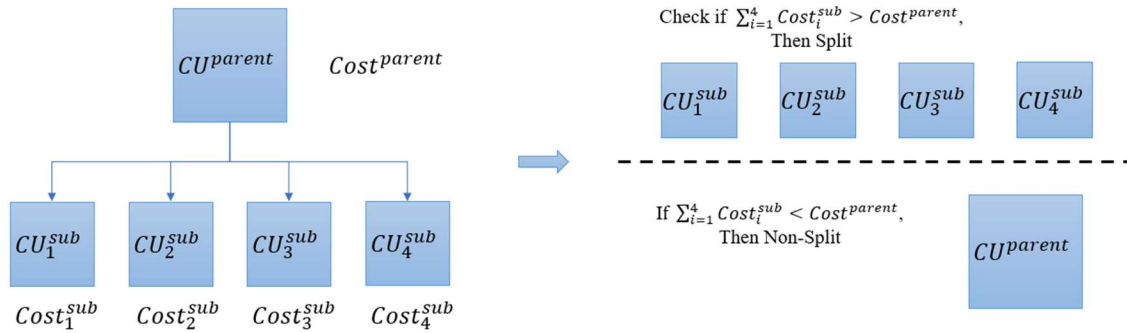 CU^{parent} Cost^{parent}
CU_1^{sub} CU_2^{sub} CU_3^{sub} CU_4^{sub}
Cost_1^{sub} Cost_2^{sub} Cost_3^{sub} Cost_4^{sub}
Check if ∑_{i=1}^{4} Cost_i^{sub} > Cost^{parent},
Then Split
CU_1^{sub} CU_2^{sub} CU_3^{sub} CU_4^{sub}
If ∑_{i=1}^{4} Cost_i^{sub} < Cost^{parent},
Then Non-Split
CU^{parent}